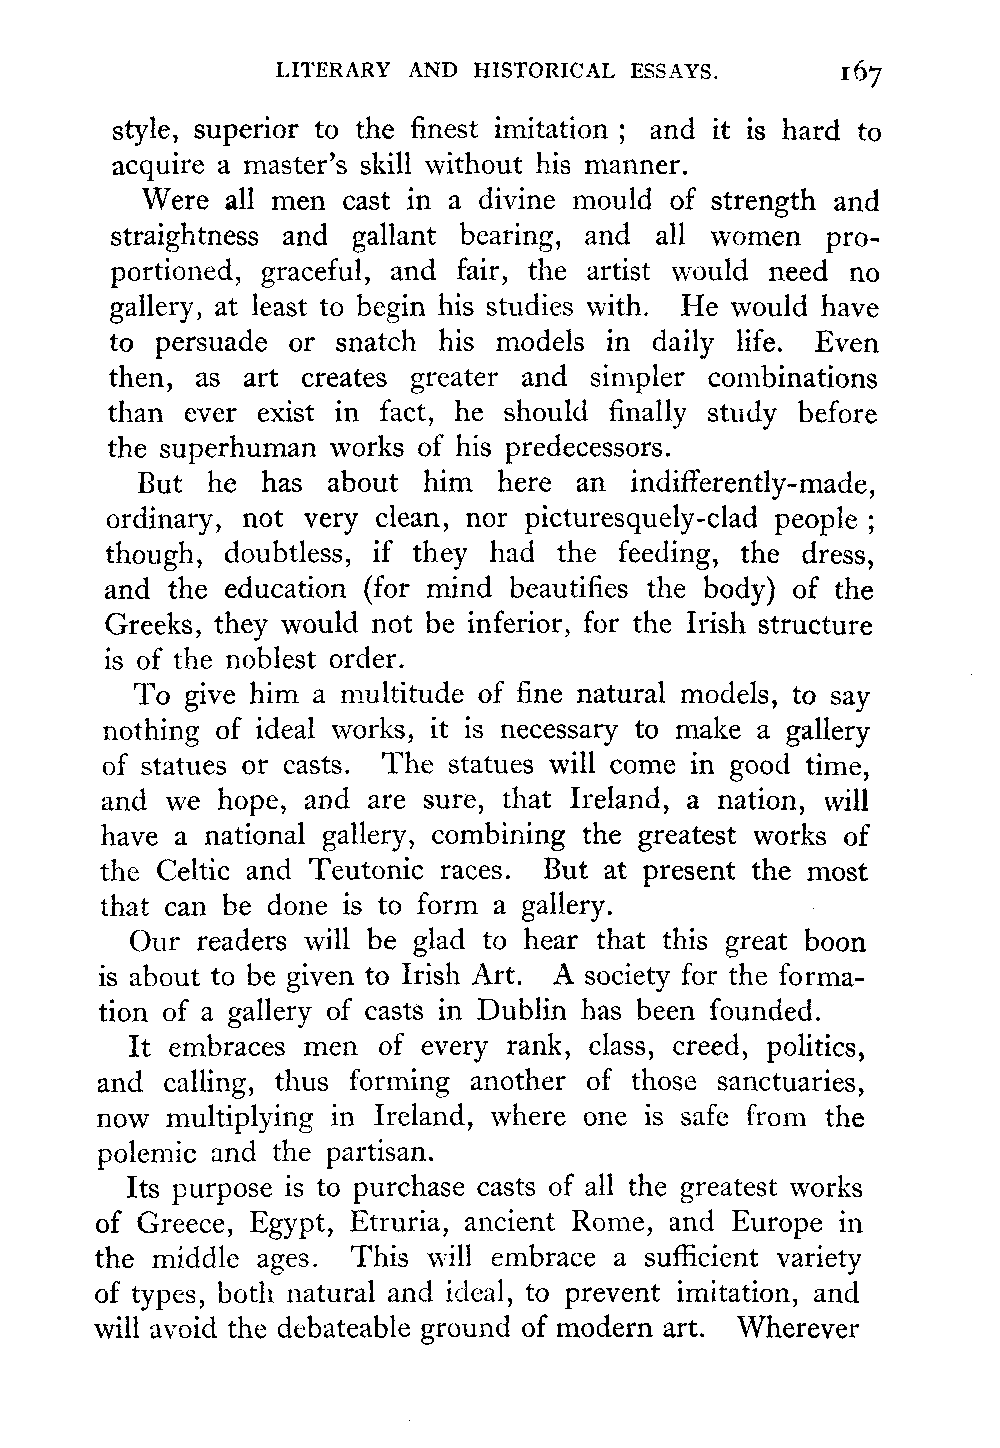 LITERARY AND HISTORICAL ESSAYS. 167
style, superior to the finest imitation ; and it is hard to
acquire a master's skill without his manner.
Were all men cast in a divine mould of strength and
straightness and gallant bearing, and all women pro-
portioned, graceful, and fair, the artist would need no
gallery, at least to begin his studies with. He would have
to persuade or snatch his models in daily life. Even
then, as art creates greater and simpler combinations
than ever exist in fact, he should finally study before
the superhuman works of his predecessors.
But he has about him here an indifferently-made,
ordinary, not very clean, nor picturesquely-clad people ;
though, doubtless, if they had the feeding, the dress,
and the education (for mind beautifies the body) of the
Greeks, they would not be inferior, for the Irish structure
is of the noblest order.
To give him a multitude of fine natural models, to say
nothing of ideal works, it is necessary to make a gallery
of statues or casts. The statues will come in good time,
and we hope, and are sure, that Ireland, a nation, will
have a national gallery, combining the greatest works of
the Celtic and Teutonic races. But at present the most
that can be done is to form a gallery.
Our readers will be glad to hear that this great boon
is about to be given to Irish Art. A society for the forma-
tion of a gallery of casts in Dublin has been founded.
It embraces men of every rank, class, creed, politics,
and calling, thus forming another of those sanctuaries,
now multiplying in Ireland, where one is safe from the
polemic and the partisan.
Its purpose is to purchase casts of all the greatest works
of Greece, Egypt, Etruria, ancient Rome, and Europe in
the middle ages. This will embrace a sufficient variety
of types, both natural and ideal, to prevent imitation, and
will avoid the debateable ground of modern art. Wherever